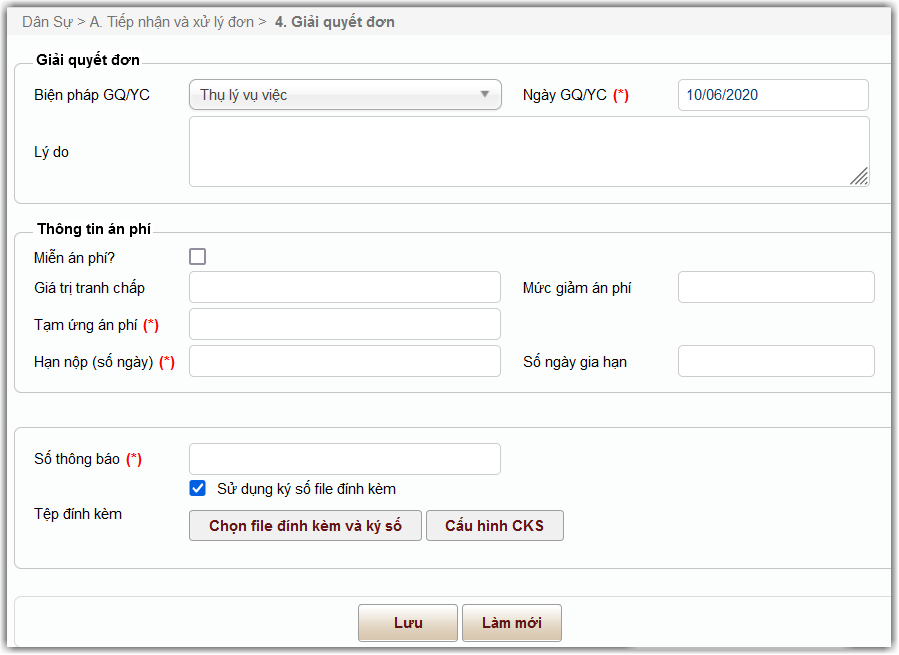 Dân Sự > A. Tiếp nhận và xử lý đơn > 4. Giải quyết đơn
Giải quyết đơn
Biện pháp GQ/YC Thụ lý vụ việc Ngày GQ/YC (*) 10/06/2020
Lý do
Thông tin án phí
Miễn án phí?
Giá trị tranh chấp Mức giảm án phí
Tạm ứng án phí (*)
Hạn nộp (số ngày) (*) Số ngày gia hạn
Số thông báo (*)
Sử dụng ký số file đính kèm
Tệp đính kèm
Chọn file đính kèm và ký số Cấu hình CKS
Lưu Làm mới